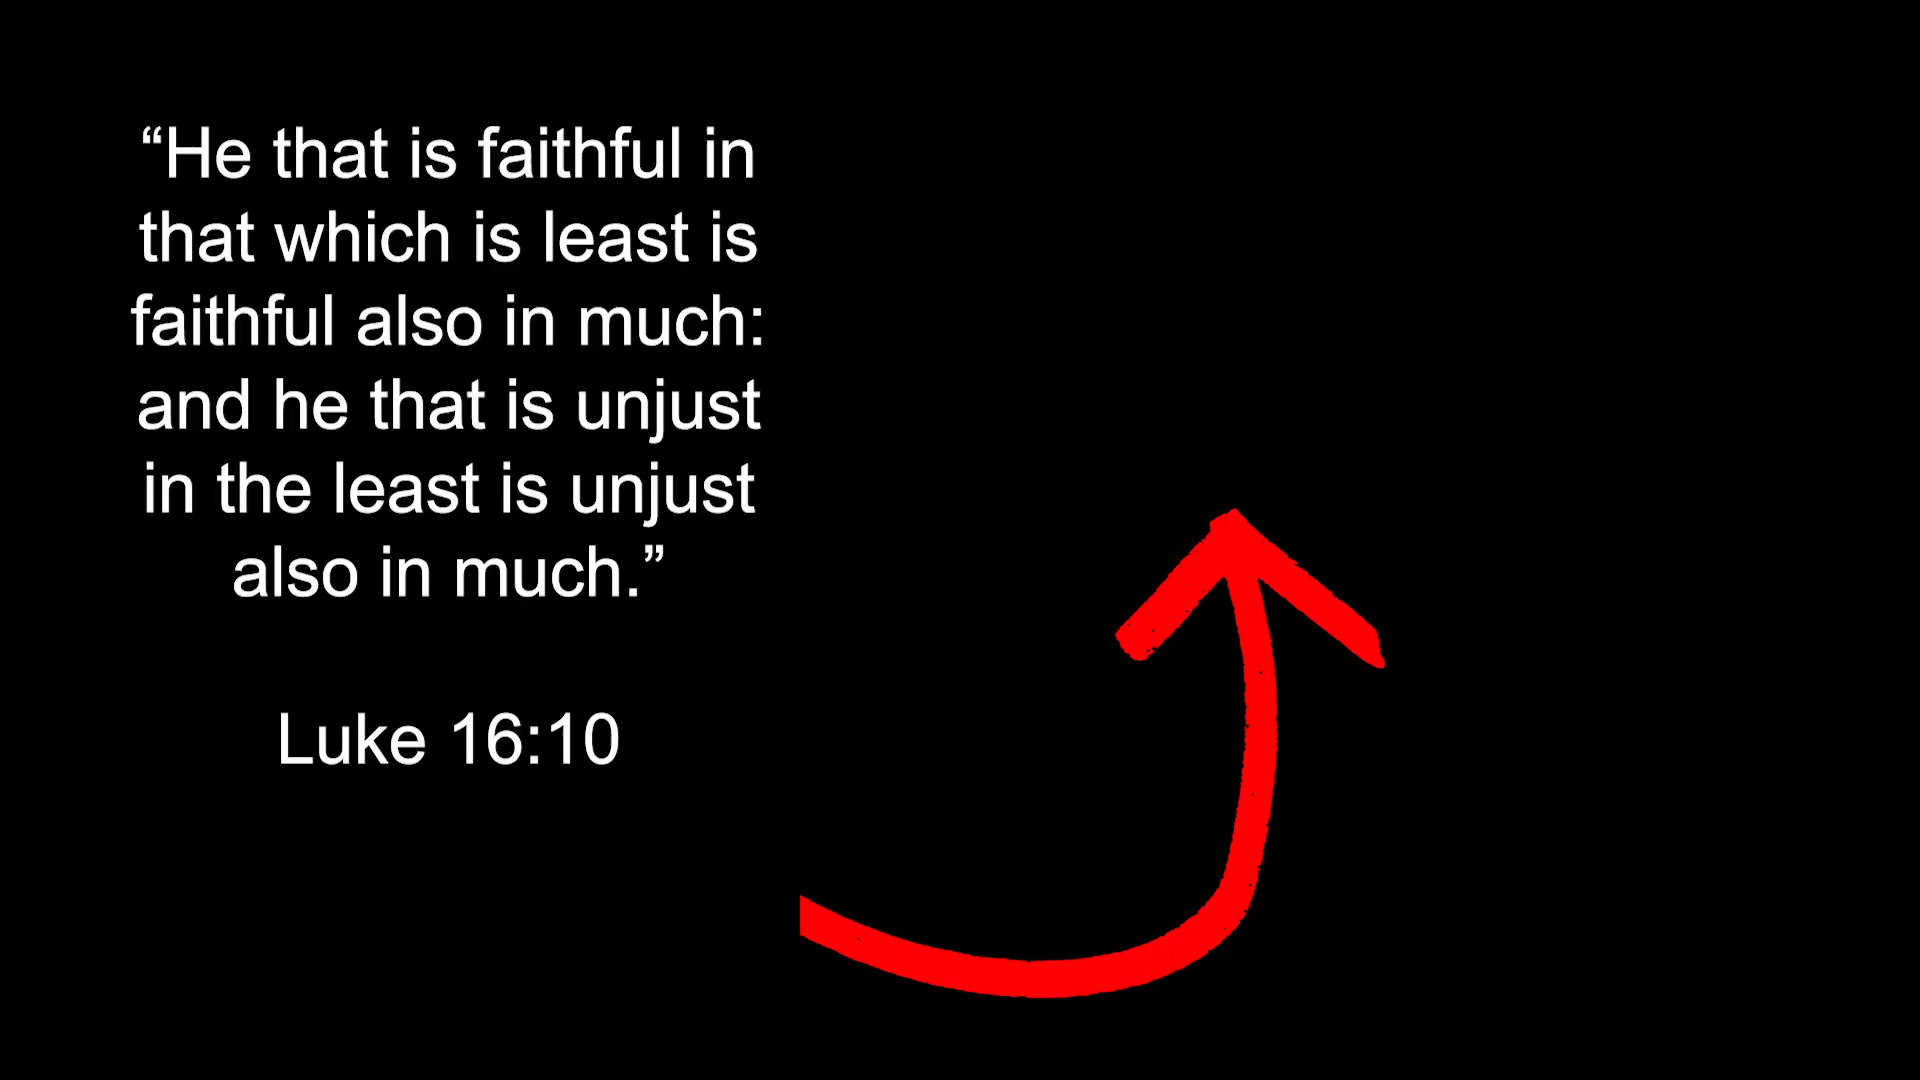 “He that is faithful in
that which is least is
faithful also in much:
and he that is unjust
in the least is unjust
also in much.”
Luke 16:10